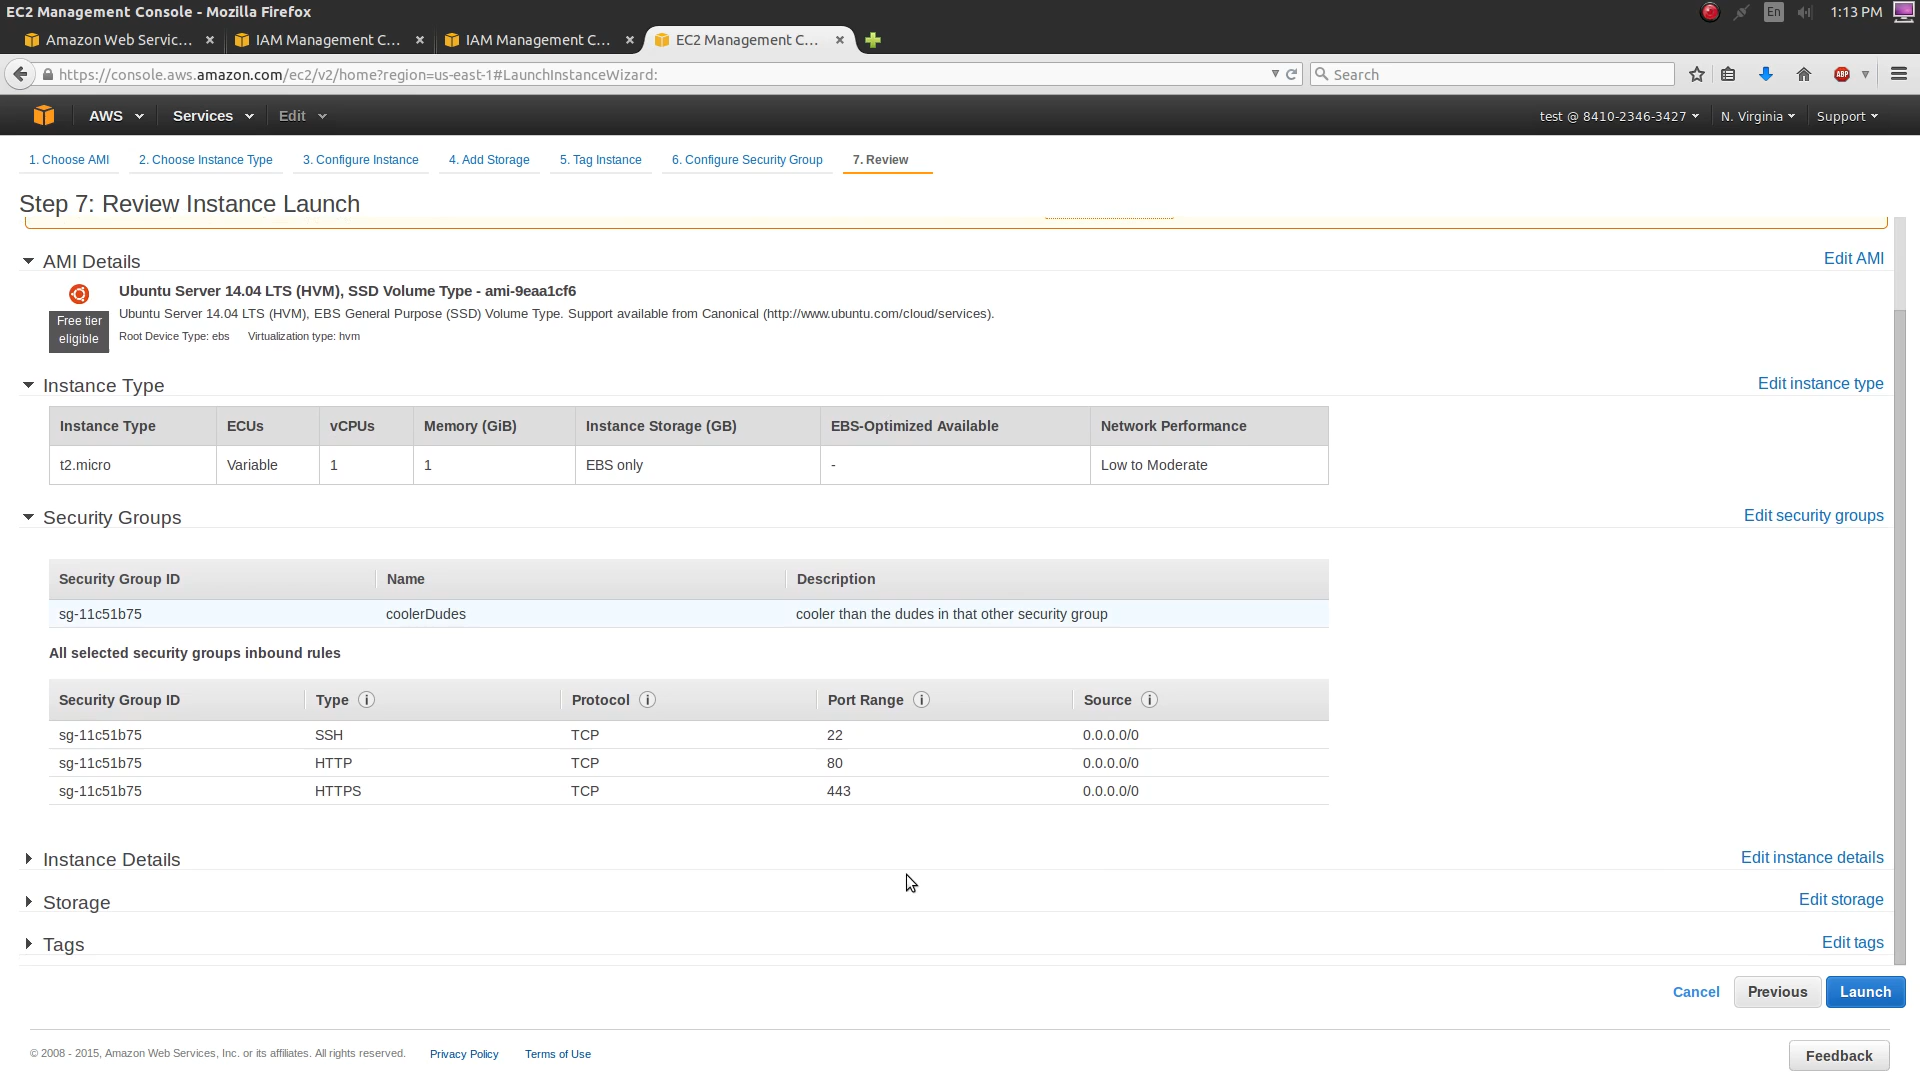 EC2 Management Console - Mozilla Firefox
En
1:13 PM
Amazon Web Servic...
IAM Management C...
IAM Management C...
EC2 Management C...
https://console.aws.amazon.com/ec2/v2/home?region=us-east-1#LaunchInstanceWizard:
Search
ABP
AWS
Services
Edit
test @ 8410-2346-3427
N. Virginia
Support
1. Choose AMI
2. Choose Instance Type
3. Configure Instance
4. Add Storage
5. Tag Instance
6. Configure Security Group
7. Review
Step 7: Review Instance Launch
AMI Details
Edit AMI
Ubuntu Server 14.04 LTS (HVM), SSD Volume Type - ami-9eaa1cf6
Free tier
eligible
Ubuntu Server 14.04 LTS (HVM), EBS General Purpose (SSD) Volume Type. Support available from Canonical (http://www.ubuntu.com/cloud/services).
Root Device Type: ebs Virtualization type: hvm
Instance Type
Edit instance type
Instance Type ECUs vCPUs Memory (GiB) Instance Storage (GB) EBS-Optimized Available Network Performance
t2.micro Variable 1 1 EBS only - Low to Moderate
Security Groups
Edit security groups
Security Group ID Name Description
sg-11c51b75 coolerDudes cooler than the dudes in that other security group
All selected security groups inbound rules
Security Group ID Type i Protocol i Port Range i Source i
sg-11c51b75 SSH TCP 22 0.0.0.0/0
sg-11c51b75 HTTP TCP 80 0.0.0.0/0
sg-11c51b75 HTTPS TCP 443 0.0.0.0/0
Instance Details
Edit instance details
Storage
Edit storage
Tags
Edit tags
Cancel
Previous
Launch
© 2008 - 2015, Amazon Web Services, Inc. or its affiliates. All rights reserved.
Privacy Policy
Terms of Use
Feedback